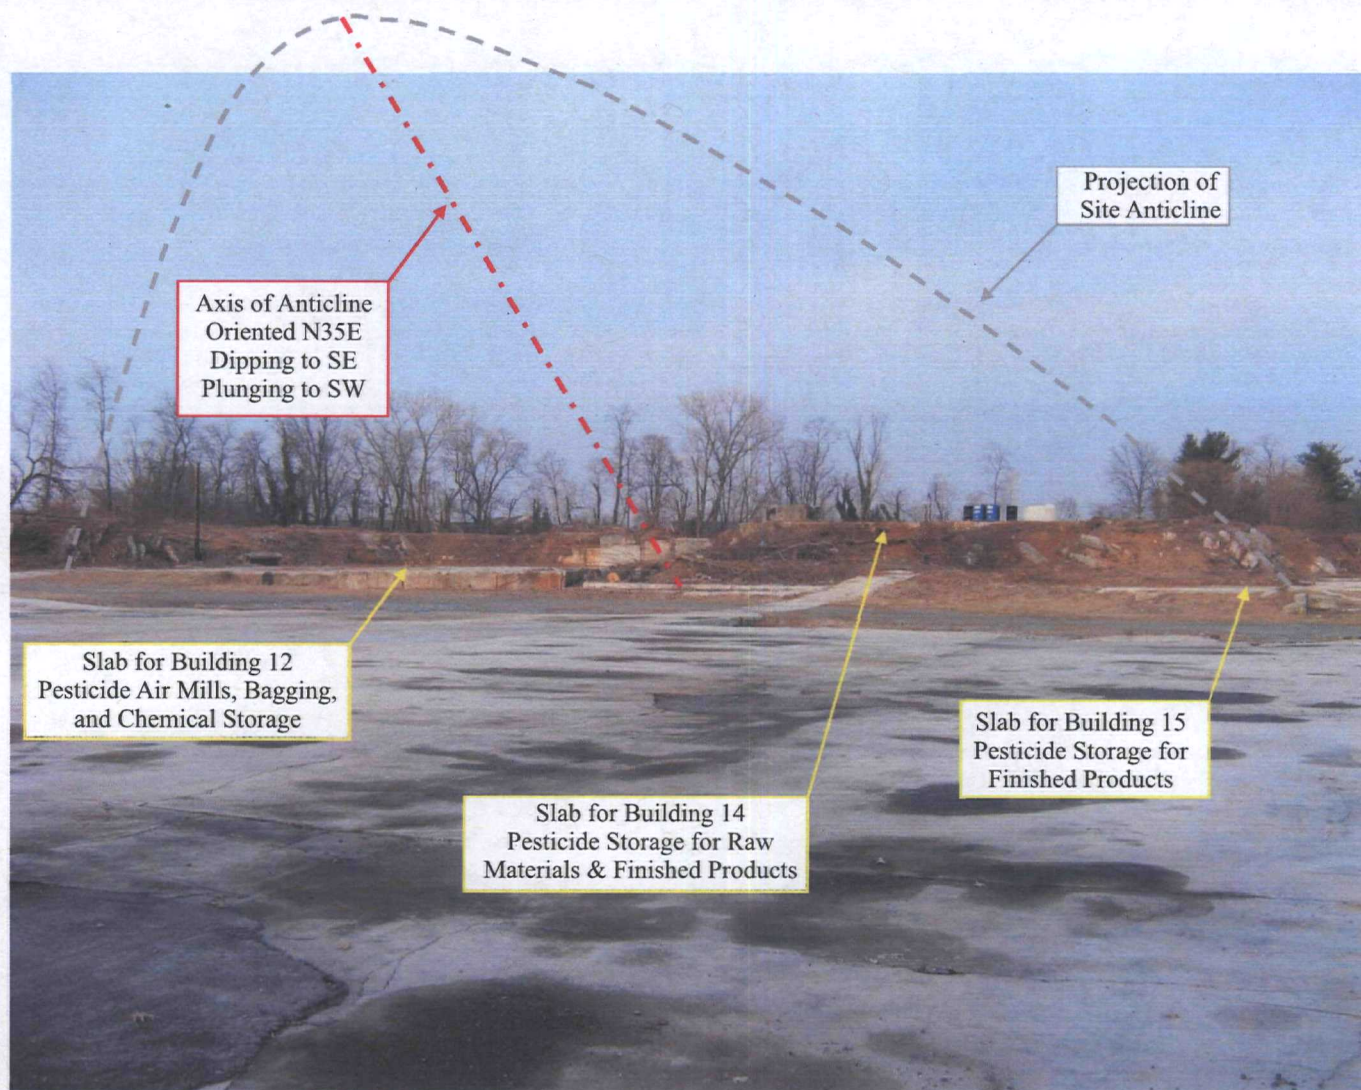 Projection of
Site Anticline
Axis of Anticline
Oriented N35E
Dipping to SE
Plunging to SW
Slab for Building 12
Pesticide Air Mills, Bagging,
and Chemical Storage
Slab for Building 14
Pesticide Storage for Raw
Materials & Finished Products
Slab for Building 15
Pesticide Storage for
Finished Products